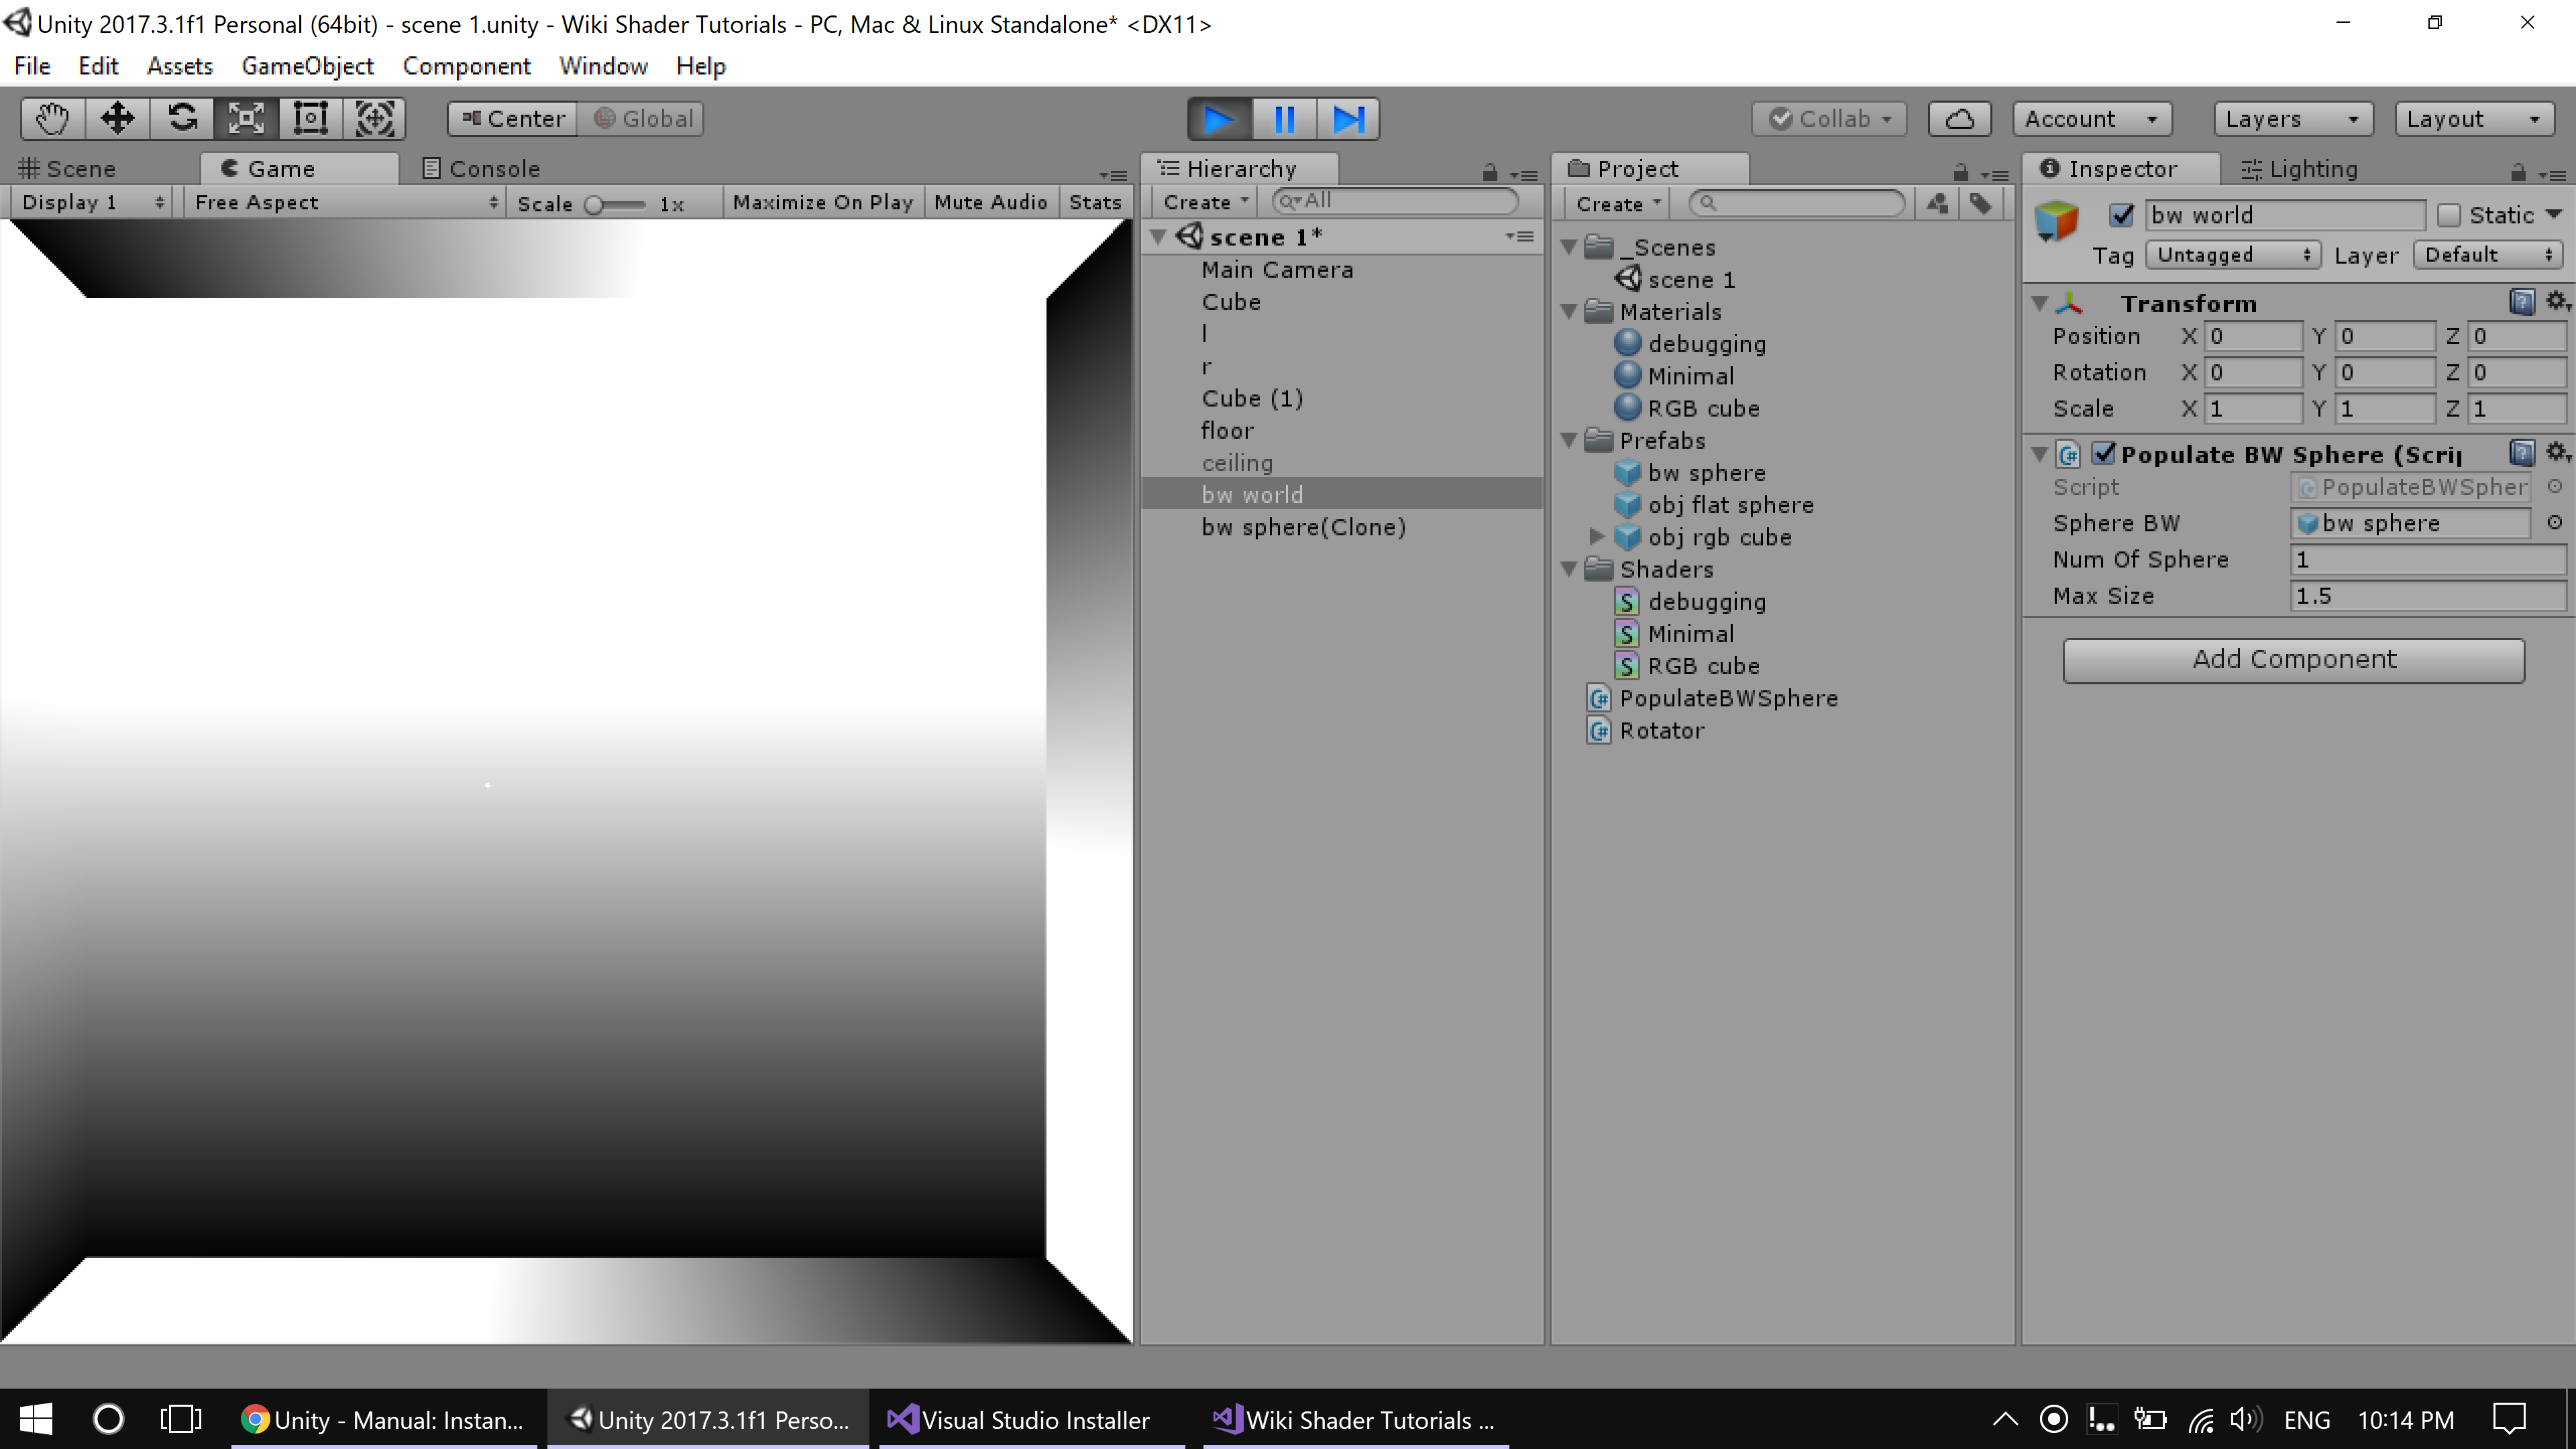 Unity 2017.3.1f1 Personal (64bit) - scene 1.unity - Wiki Shader Tutorials - PC, Mac & Linux Standalone* <DX11>
File Edit Assets GameObject Component Window Help
Center Global Collab Account Layers Layout
Scene Game Console
Display 1 Free Aspect Scale 1x Maximize On Play Mute Audio Stats
Hierarchy
Create All
scene 1*
Main Camera
Cube
l
r
Cube (1)
floor
ceiling
bw world
bw sphere(Clone)
Project
Create
_Scenes
scene 1
Materials
debugging
Minimal
RGB cube
Prefabs
bw sphere
obj flat sphere
obj rgb cube
Shaders
debugging
Minimal
RGB cube
PopulateBWSphere
Rotator
Inspector Lighting
bw world Static
Tag Untagged Layer Default
Transform
Position X 0 Y 0 Z 0
Rotation X 0 Y 0 Z 0
Scale X 1 Y 1 Z 1
Populate BW Sphere (Scrip
Script PopulateBWSpher
Sphere BW bw sphere
Num Of Sphere 1
Max Size 1.5
Add Component
Unity - Manual: Instan... Unity 2017.3.1f1 Perso... Visual Studio Installer Wiki Shader Tutorials ... ENG 10:14 PM